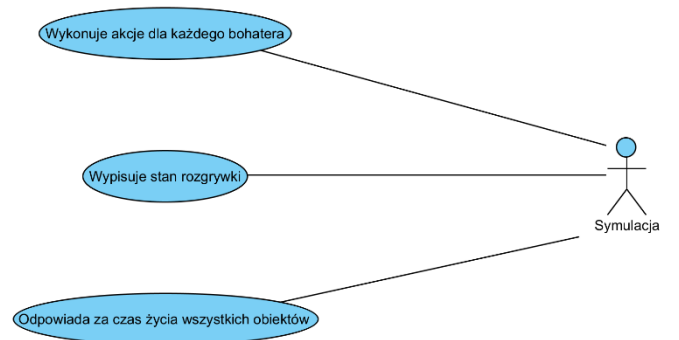 Wykonuje akcje dla każdego bohatera
Wypisuje stan rozgrywki
Symulacja
Odpowiada za czas życia wszystkich obiektów